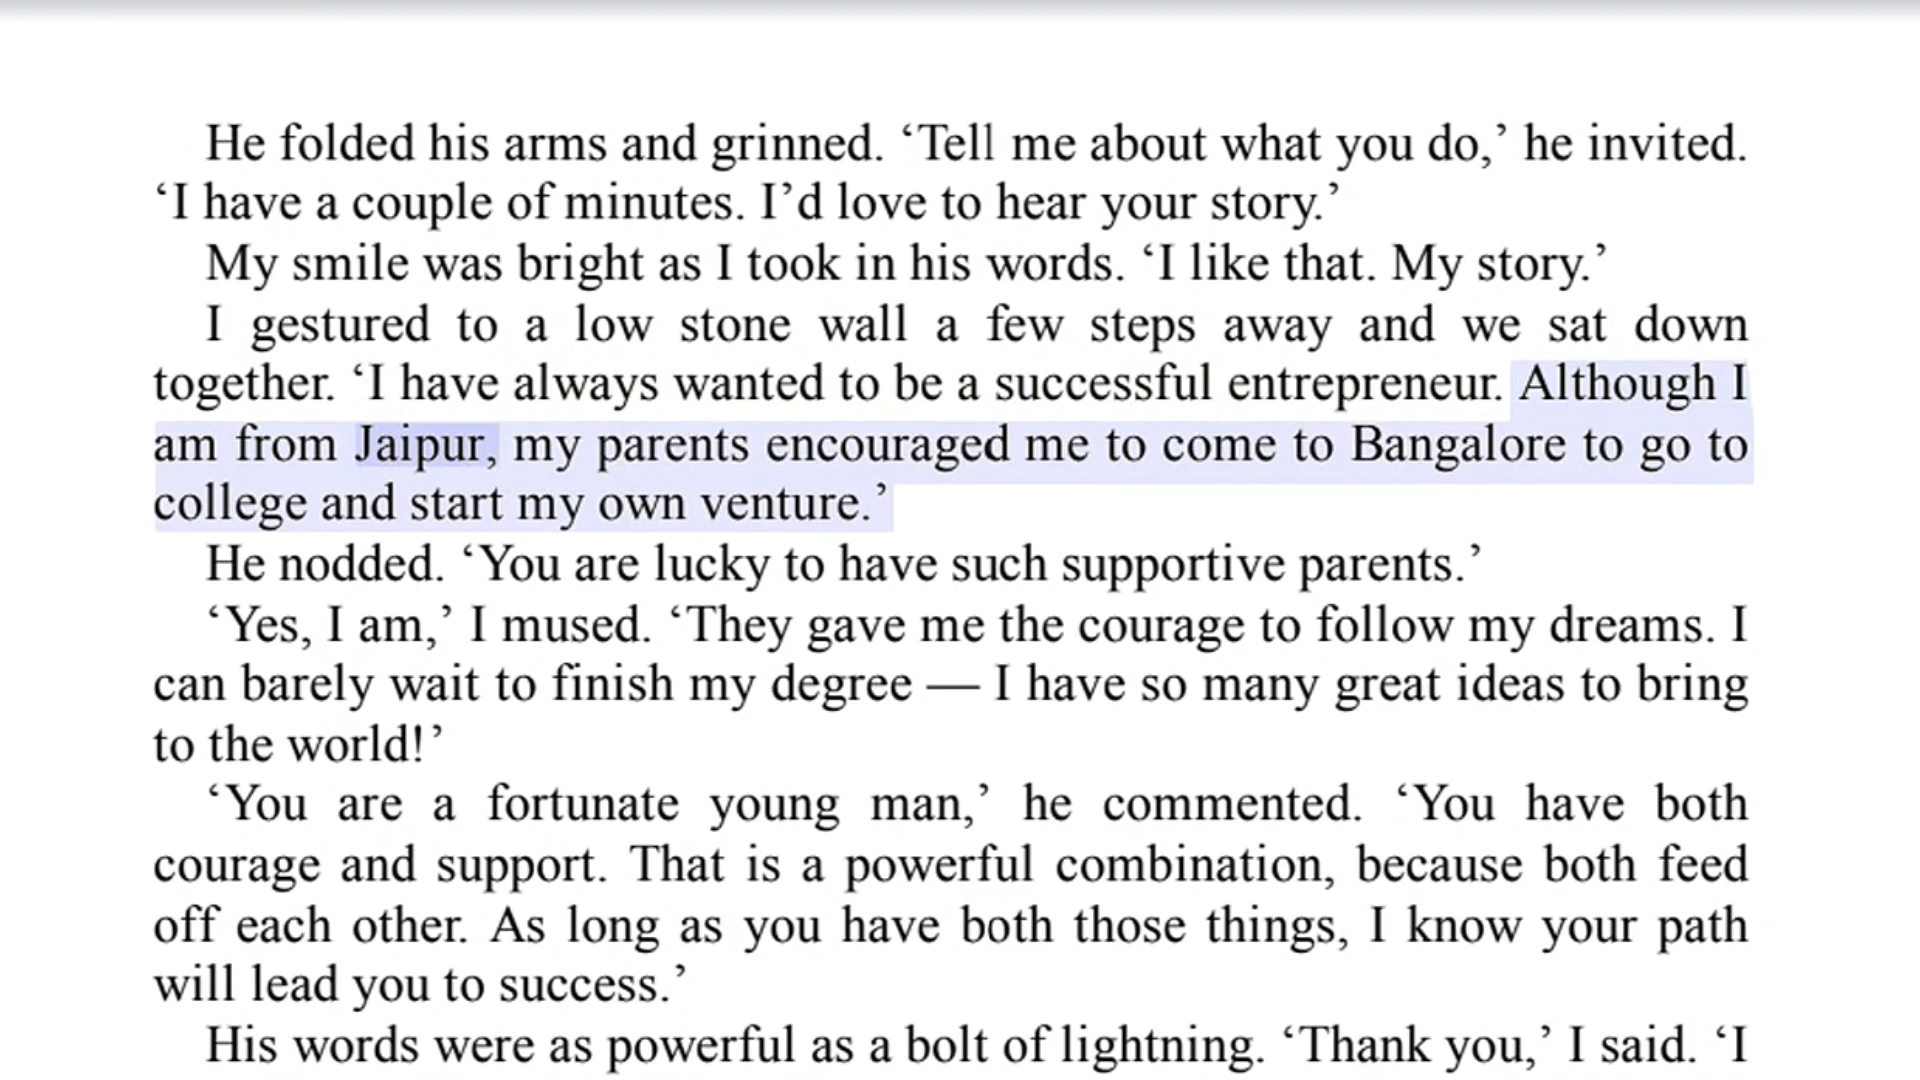 He folded his arms and grinned. ‘Tell me about what you do,’ he invited.
‘I have a couple of minutes. I’d love to hear your story.’
My smile was bright as I took in his words. ‘I like that. My story.’
I gestured to a low stone wall a few steps away and we sat down
together. ‘I have always wanted to be a successful entrepreneur. Although I
am from Jaipur, my parents encouraged me to come to Bangalore to go to
college and start my own venture.’
He nodded. ‘You are lucky to have such supportive parents.’
‘Yes, I am,’ I mused. ‘They gave me the courage to follow my dreams. I
can barely wait to finish my degree — I have so many great ideas to bring
to the world!’
‘You are a fortunate young man,’ he commented. ‘You have both
courage and support. That is a powerful combination, because both feed
off each other. As long as you have both those things, I know your path
will lead you to success.’
His words were as powerful as a bolt of lightning. ‘Thank you,’ I said. ‘I